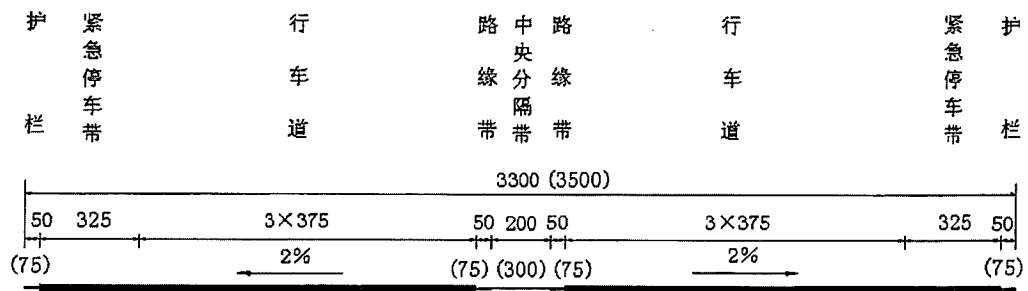 护栏
紧急停车带
行车道
路缘带
中央分隔带
路缘带
行车道
紧急停车带
护栏
3300 (3500)
50 325 3×375 50 200 50 3×375 325 50
(75) 2% (75) (300) (75) 2% (75)